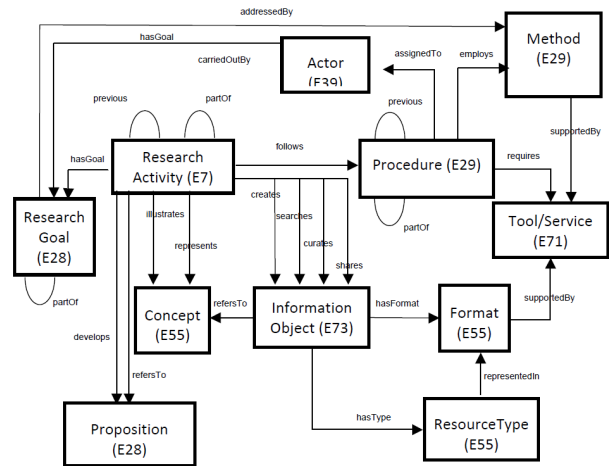 addressedBy
hasGoal
carriedOutBy
Actor
(E39)
assignedTo
employs
Method
(E29)
previous
partOf
previous
supportedBy
hasGoal
Research
Activity (E7)
follows
Procedure (E29)
requires
Research
Goal
(E28)
illustrates
represents
creates
searches
curates
shares
partOf
Tool/Service
(E71)
partOf
develops
refersTo
Concept
(E55)
refersTo
Information
Object (E73)
hasFormat
Format
(E55)
supportedBy
Proposition
(E28)
hasType
representedIn
ResourceType
(E55)